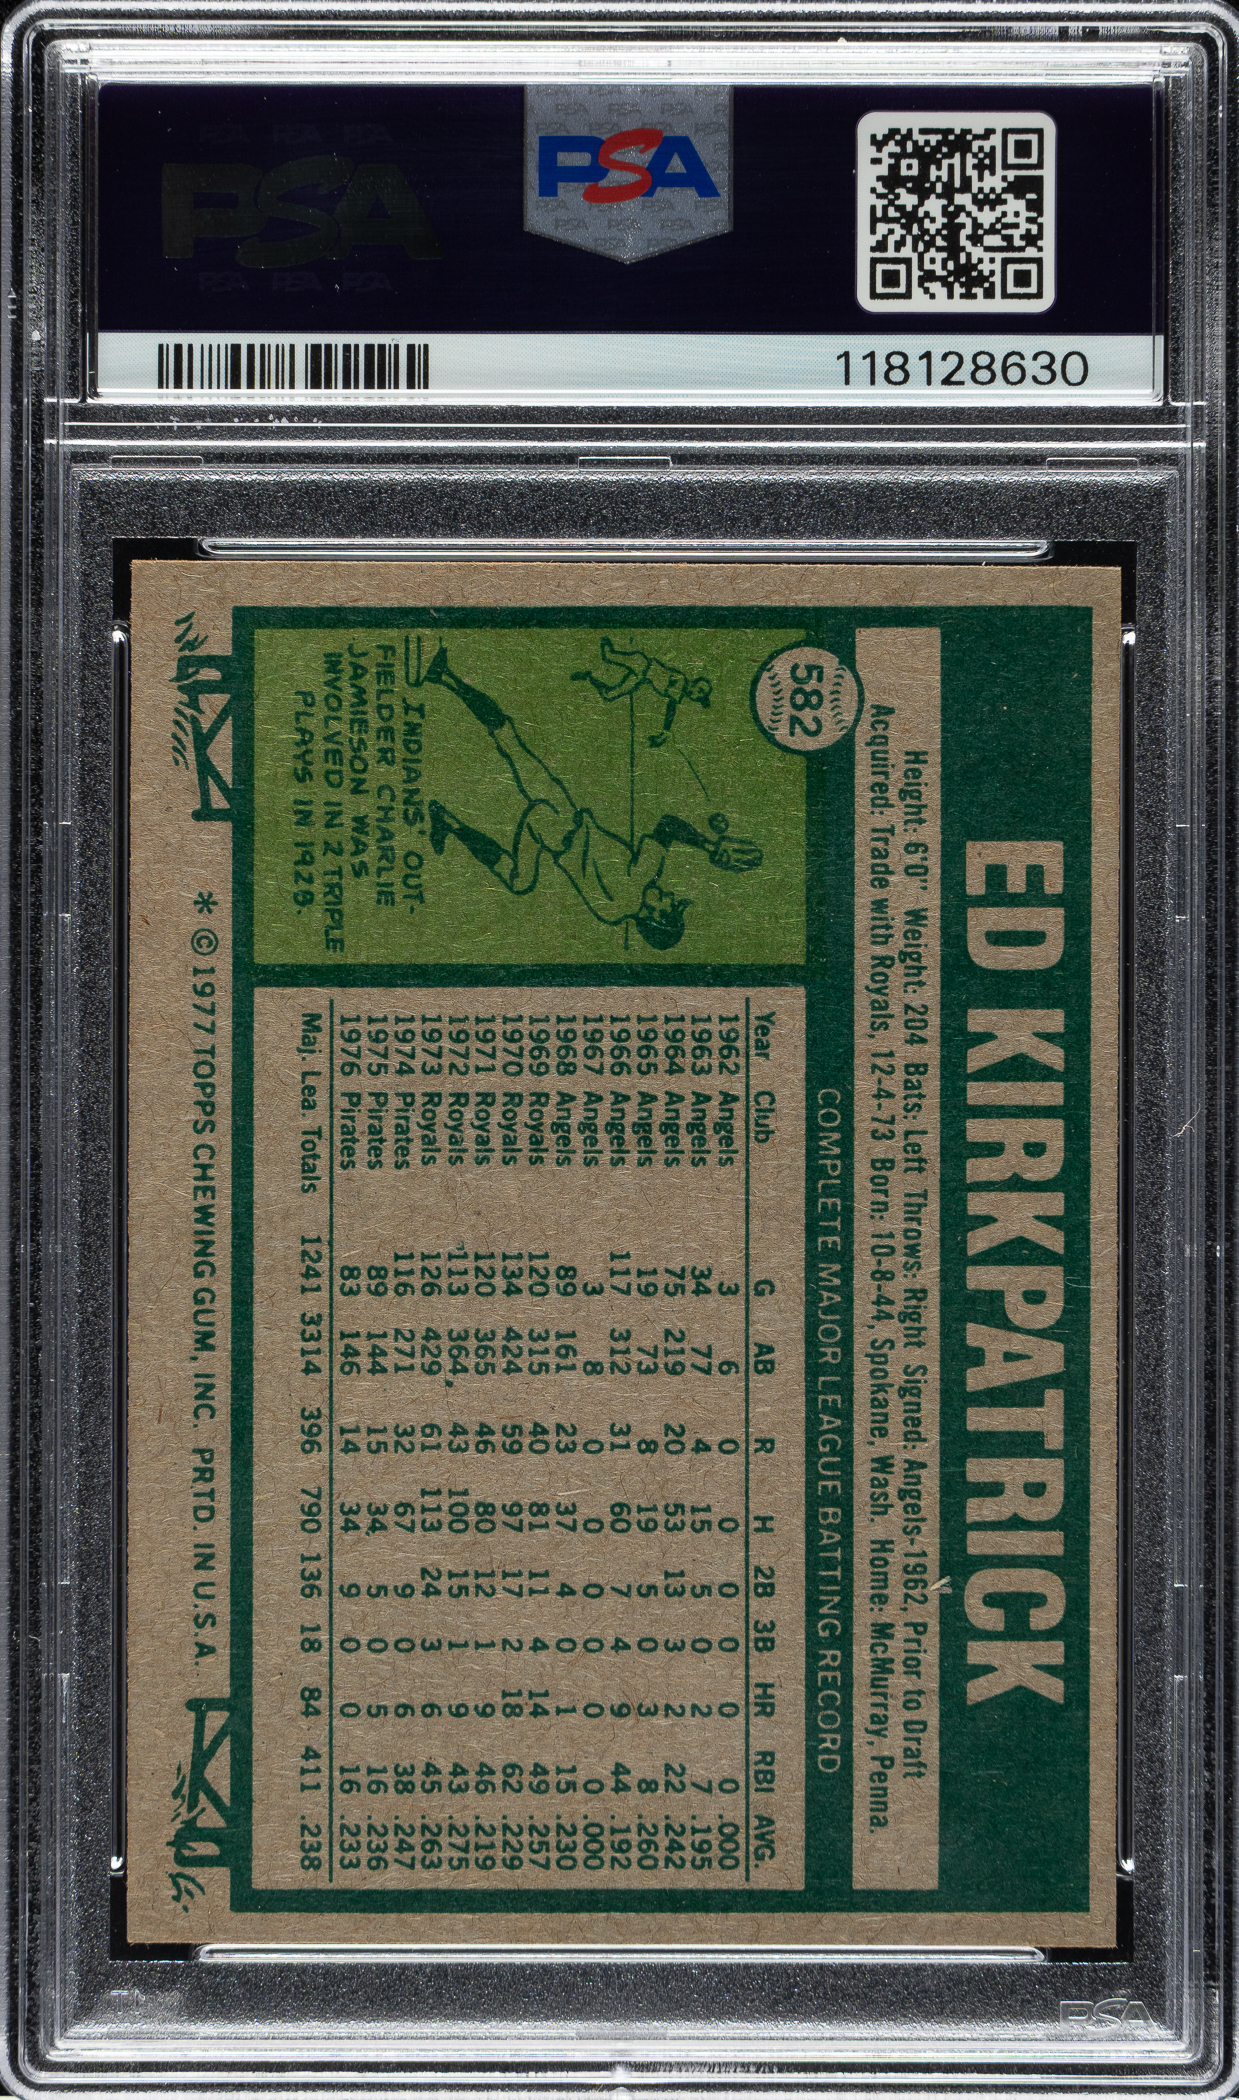 PSA
118128630
582
ED KIRKPATRICK
Height: 6'0" Weight: 204 Bats: Left Throws: Right Signed: Angels-1962, Prior to Draft
Acquired: Trade with Royals, 12-4-73 Born: 10-8-44, Spokane, Wash. Home: McMurray, Penna.
COMPLETE MAJOR LEAGUE BATTING RECORD
Year Club G AB R H 2B 3B HR RBI AVG.
1962 Angels 3 6 0 0 0 0 0 0 .000
1963 Angels 34 77 4 15 5 0 2 7 .195
1964 Angels 75 219 20 53 13 3 2 22 .242
1965 Angels 19 73 8 19 5 0 3 8 .260
1966 Angels 117 312 31 60 7 4 9 44 .192
1967 Angels 3 8 0 0 0 0 0 0 .000
1968 Angels 89 161 23 37 4 0 1 15 .230
1969 Royals 120 315 40 81 11 4 14 49 .257
1970 Royals 134 424 59 97 17 2 18 62 .229
1971 Royals 120 365 46 80 12 1 9 46 .219
1972 Royals 113 364 43 100 15 1 9 43 .275
1973 Royals 126 429 61 113 24 3 6 45 .263
1974 Pirates 116 271 32 67 9 0 6 38 .247
1975 Pirates 89 144 15 34 5 0 5 16 .236
1976 Pirates 83 146 14 34 9 0 0 16 .233
Maj. Lea. Totals 1241 3314 396 790 136 18 84 411 .238
INDIANS' OUT-
FIELDER CHARLIE
JAMIESON WAS
INVOLVED IN 2 TRIPLE
PLAYS IN 1928.
* © 1977 TOPPS CHEWING GUM, INC. PRTD. IN U.S.A.
PSA